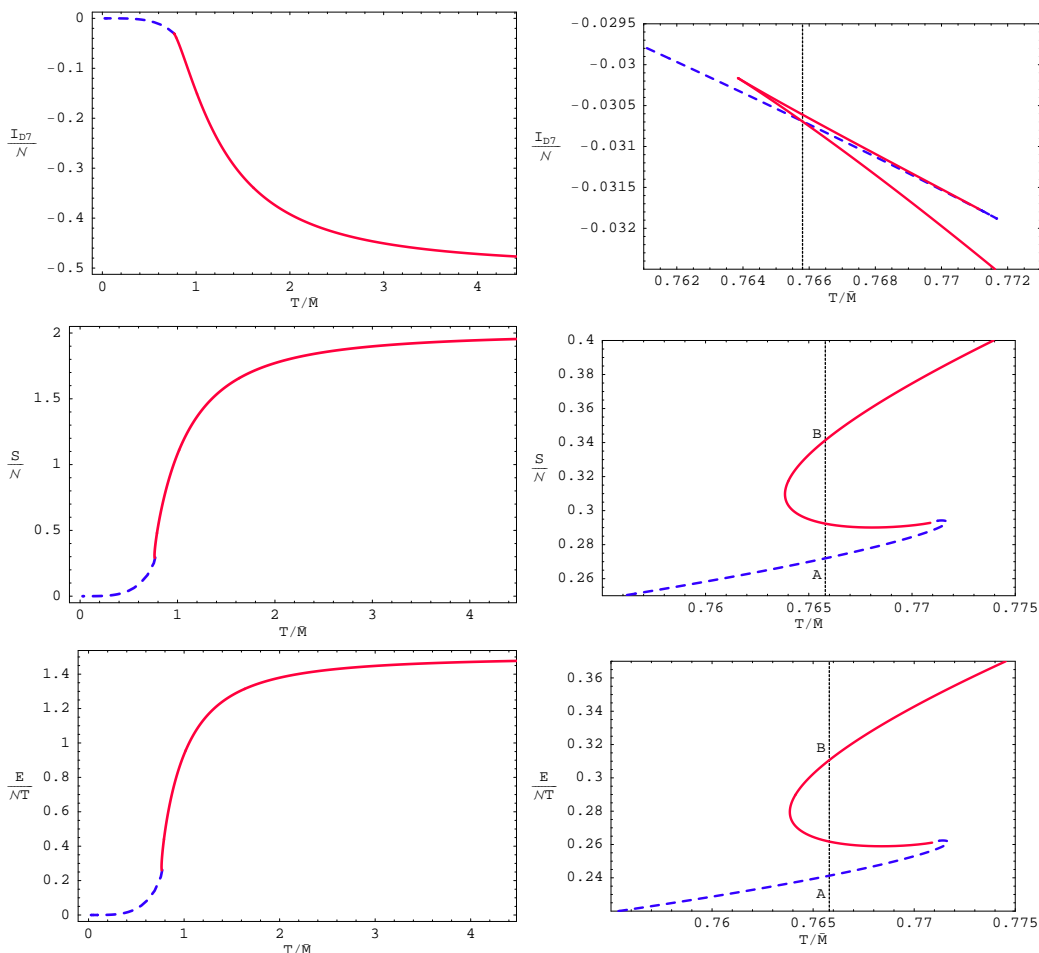 0
−0.1
−0.2
I_D7
N
−0.3
−0.4
−0.5
0 1 2 3 4
T/M̄
−0.0295
−0.03
−0.0305
I_D7
N
−0.031
−0.0315
−0.032
0.762 0.764 0.766 0.768 0.77 0.772
T/M̄
2
1.5
S
N
1
0.5
0
0 1 2 3 4
T/M̄
0.4
0.38
0.36
B
0.34
S
N
0.32
0.3
0.28
A
0.26
0.76 0.765 0.77 0.775
T/M̄
1.4
1.2
1
E
NT
0.8
0.6
0.4
0.2
0
0 1 2 3 4
T/M̄
0.36
0.32
B
E
NT
0.3
0.28
0.26
A
0.24
0.76 0.765 0.77 0.775
T/M̄